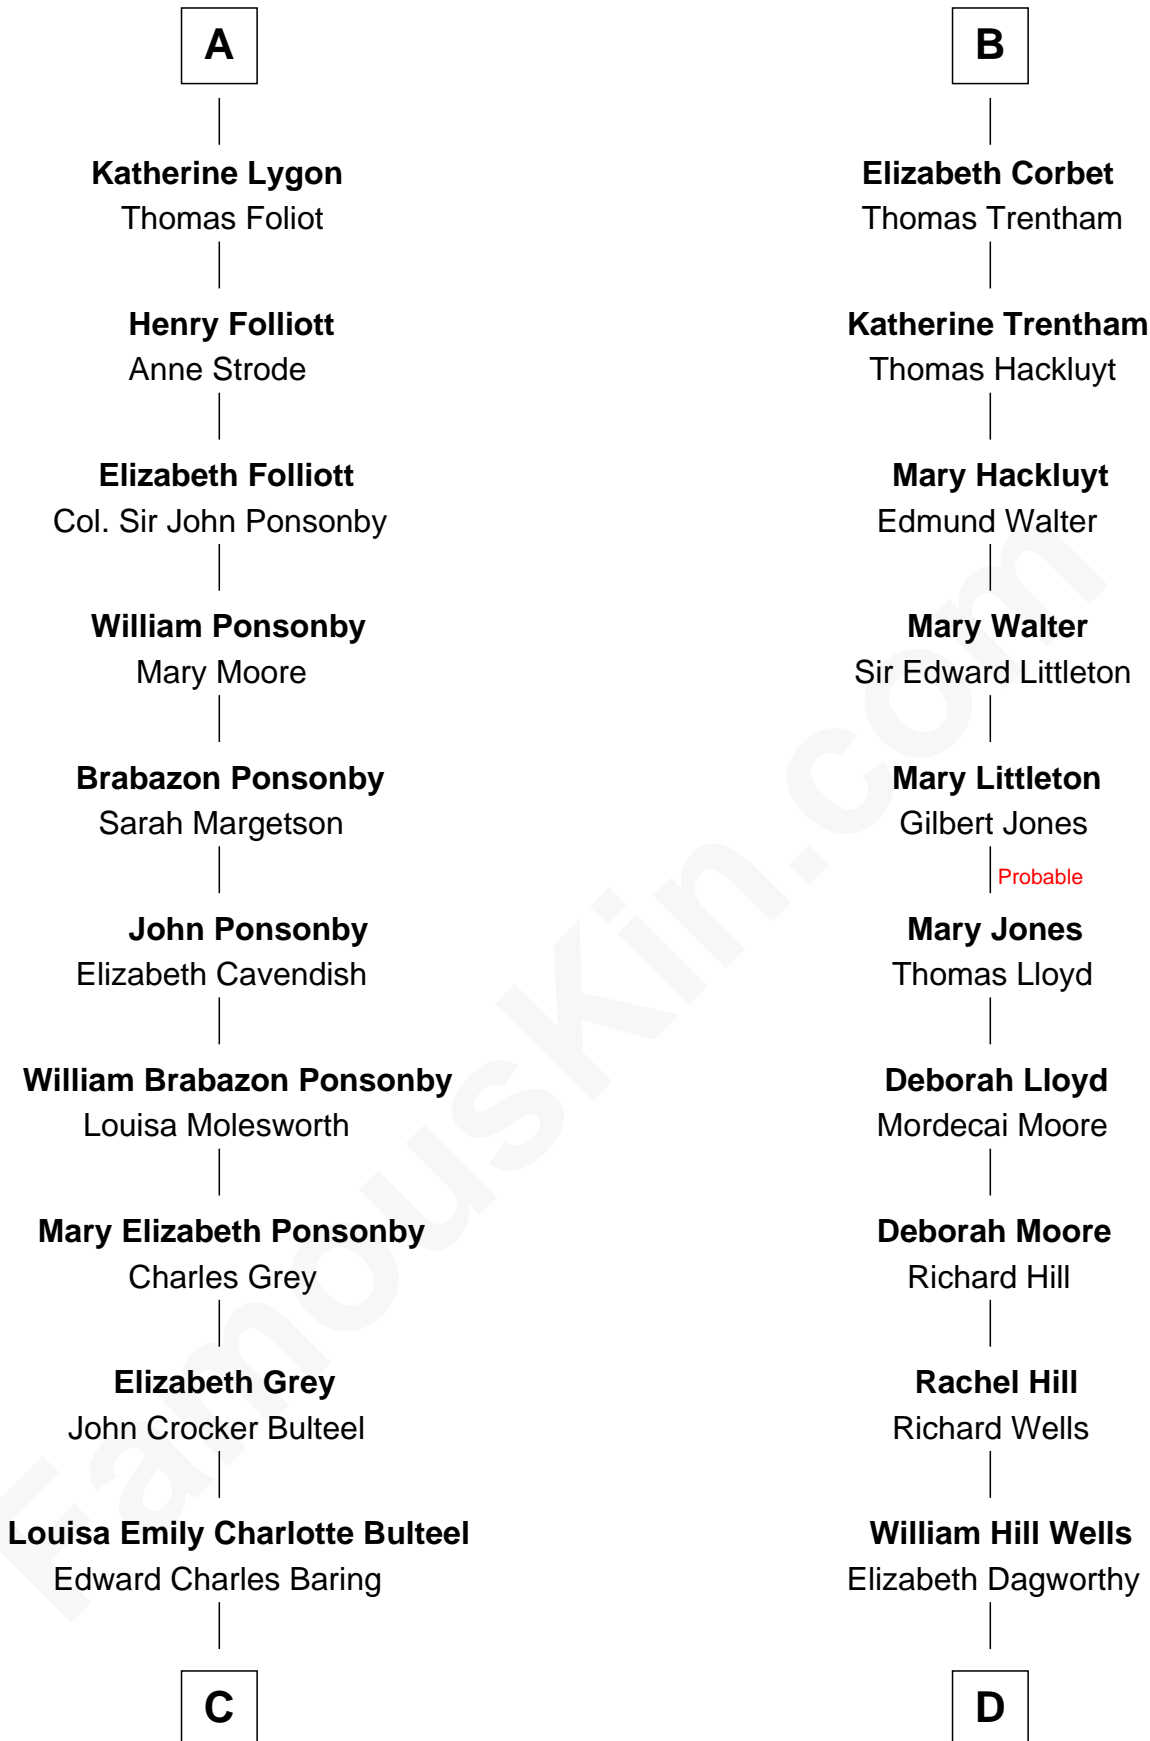 A
Katherine Lygon
Thomas Foliot
Henry Folliott
Anne Strode
Elizabeth Folliott
Col. Sir John Ponsonby
William Ponsonby
Mary Moore
Brabazon Ponsonby
Sarah Margetson
John Ponsonby
Elizabeth Cavendish
William Brabazon Ponsonby
Louisa Molesworth
Mary Elizabeth Ponsonby
Charles Grey
Elizabeth Grey
John Crocker Bulteel
Louisa Emily Charlotte Bulteel
Edward Charles Baring
C
B
Elizabeth Corbet
Thomas Trentham
Katherine Trentham
Thomas Hackluyt
Mary Hackluyt
Edmund Walter
Mary Walter
Sir Edward Littleton
Mary Littleton
Gilbert Jones
Probable
Mary Jones
Thomas Lloyd
Deborah Lloyd
Mordecai Moore
Deborah Moore
Richard Hill
Rachel Hill
Richard Wells
William Hill Wells
Elizabeth Dagworthy
D
FamousKin.com